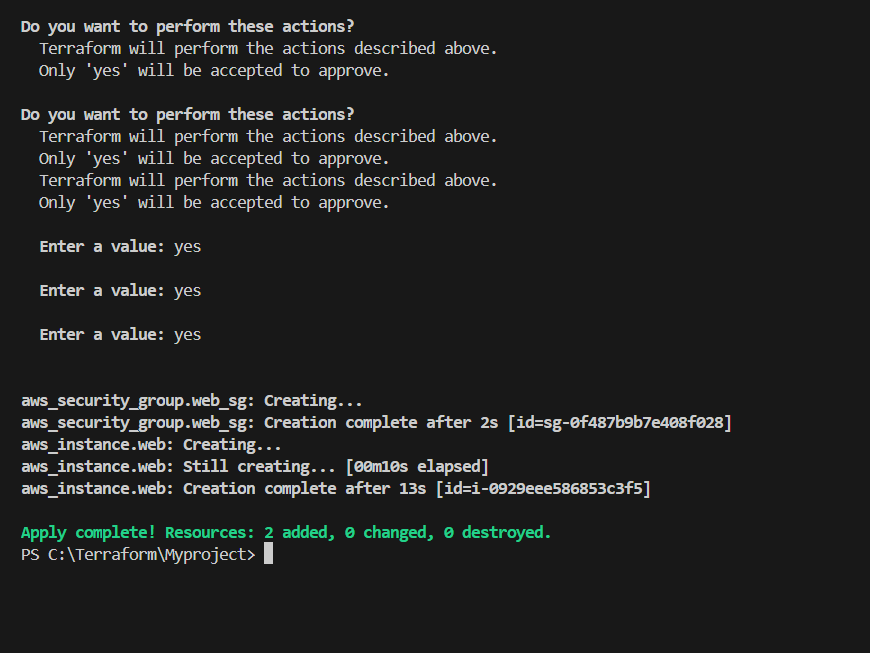 Do you want to perform these actions?
Terraform will perform the actions described above.
Only 'yes' will be accepted to approve.
Do you want to perform these actions?
Terraform will perform the actions described above.
Only 'yes' will be accepted to approve.
Terraform will perform the actions described above.
Only 'yes' will be accepted to approve.
Enter a value: yes
Enter a value: yes
Enter a value: yes
aws_security_group.web_sg: Creating...
aws_security_group.web_sg: Creation complete after 2s [id=sg-0f487b9b7e408f028]
aws_instance.web: Creating...
aws_instance.web: Still creating... [00m10s elapsed]
aws_instance.web: Creation complete after 13s [id=i-0929eee586853c3f5]
Apply complete! Resources: 2 added, 0 changed, 0 destroyed.
PS C:\Terraform\Myproject>